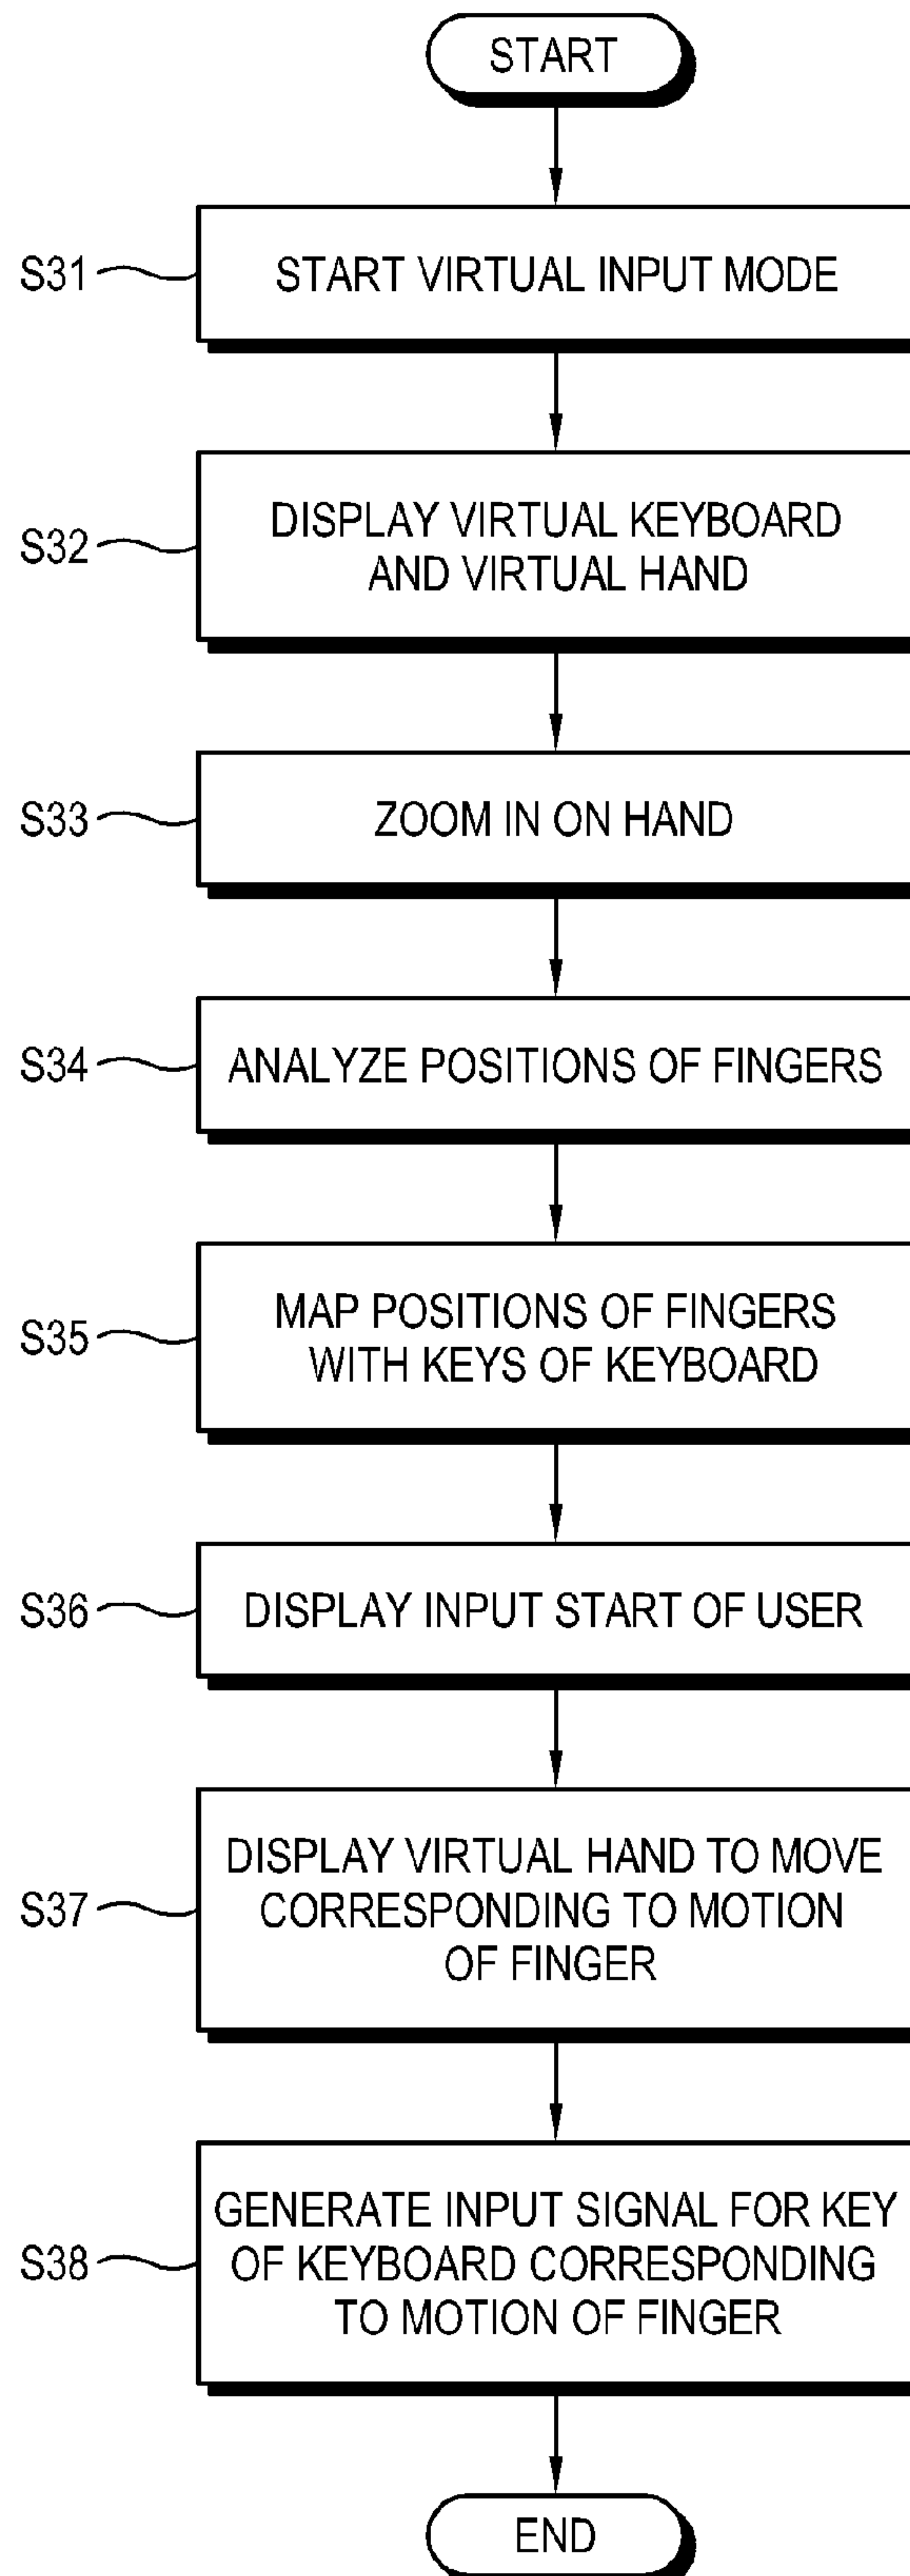 START
S31
START VIRTUAL INPUT MODE
S32
DISPLAY VIRTUAL KEYBOARD
AND VIRTUAL HAND
S33
ZOOM IN ON HAND
S34
ANALYZE POSITIONS OF FINGERS
S35
MAP POSITIONS OF FINGERS
WITH KEYS OF KEYBOARD
S36
DISPLAY INPUT START OF USER
S37
DISPLAY VIRTUAL HAND TO MOVE
CORRESPONDING TO MOTION
OF FINGER
S38
GENERATE INPUT SIGNAL FOR KEY
OF KEYBOARD CORRESPONDING
TO MOTION OF FINGER
END